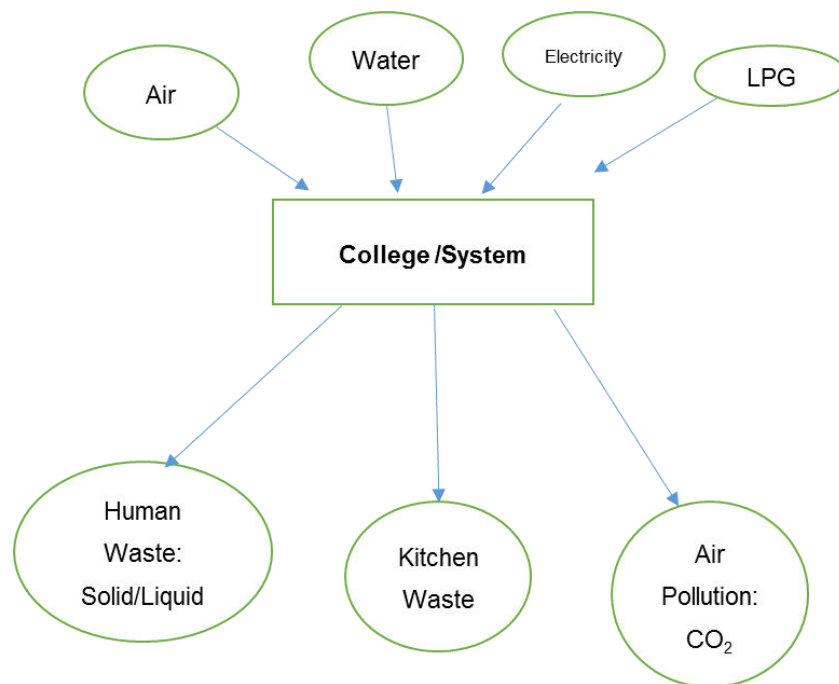 Air
Water
Electricity
LPG
College /System
Human
Waste:
Solid/Liquid
Kitchen
Waste
Air
Pollution:
CO₂